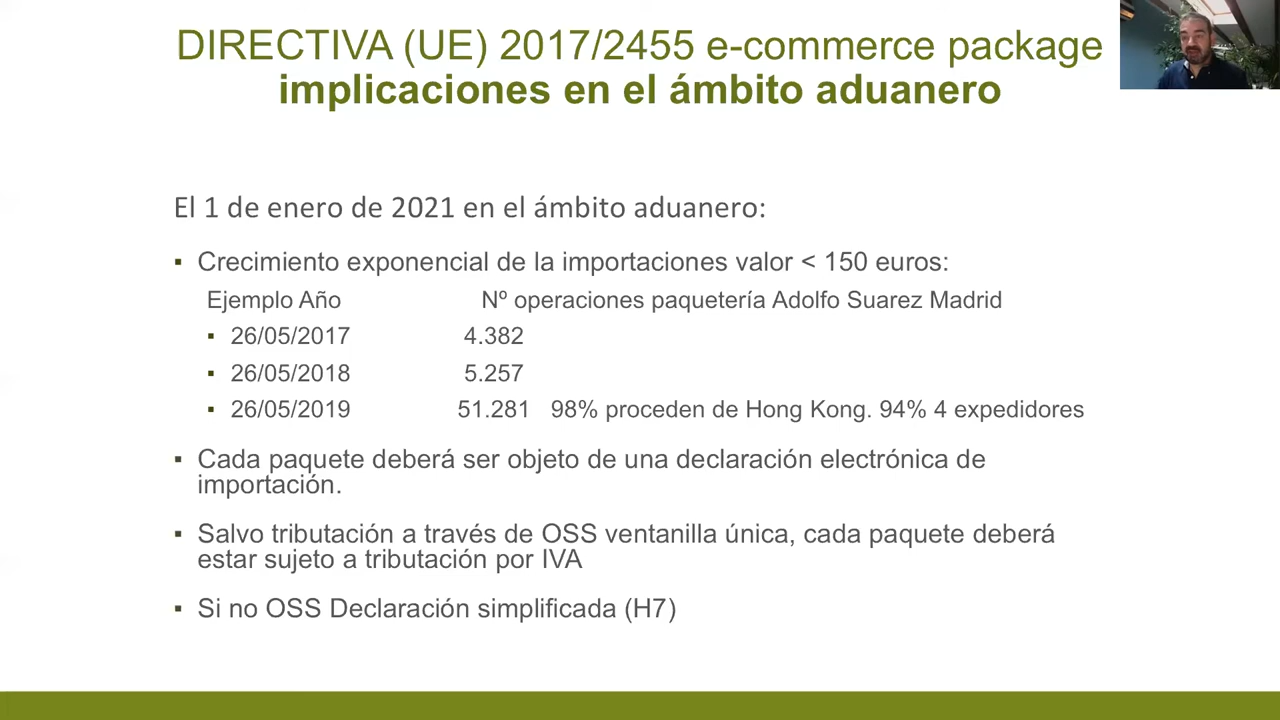 DIRECTIVA (UE) 2017/2455 e-commerce package
implicaciones en el ámbito aduanero
El 1 de enero de 2021 en el ámbito aduanero:
▪ Crecimiento exponencial de la importaciones valor < 150 euros:
Ejemplo Año Nº operaciones paquetería Adolfo Suarez Madrid
▪ 26/05/2017 4.382
▪ 26/05/2018 5.257
▪ 26/05/2019 51.281 98% proceden de Hong Kong. 94% 4 expedidores
▪ Cada paquete deberá ser objeto de una declaración electrónica de
importación.
▪ Salvo tributación a través de OSS ventanilla única, cada paquete deberá
estar sujeto a tributación por IVA
▪ Si no OSS Declaración simplificada (H7)